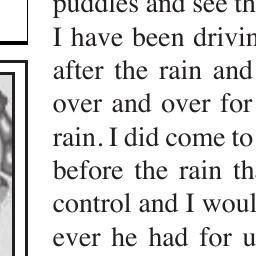 puddles and see th
I have been drivin
after the rain and
over and over for
rain. I did come to
before the rain th
control and I woul
ever he had for u